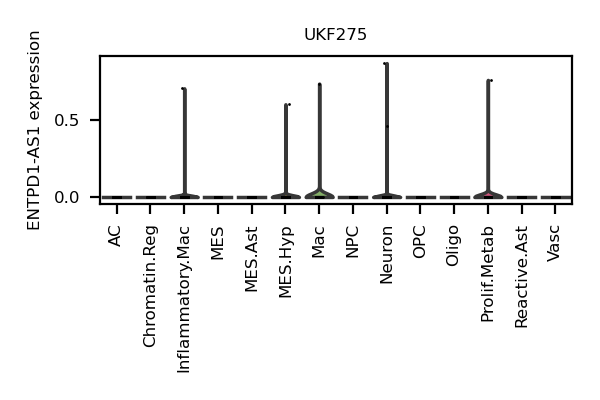 UKF275
ENTPD1-AS1 expression
0.5
0.0
AC
Chromatin.Reg
Inflammatory.Mac
MES
MES.Ast
MES.Hyp
Mac
NPC
Neuron
OPC
Oligo
Prolif.Metab
Reactive.Ast
Vasc